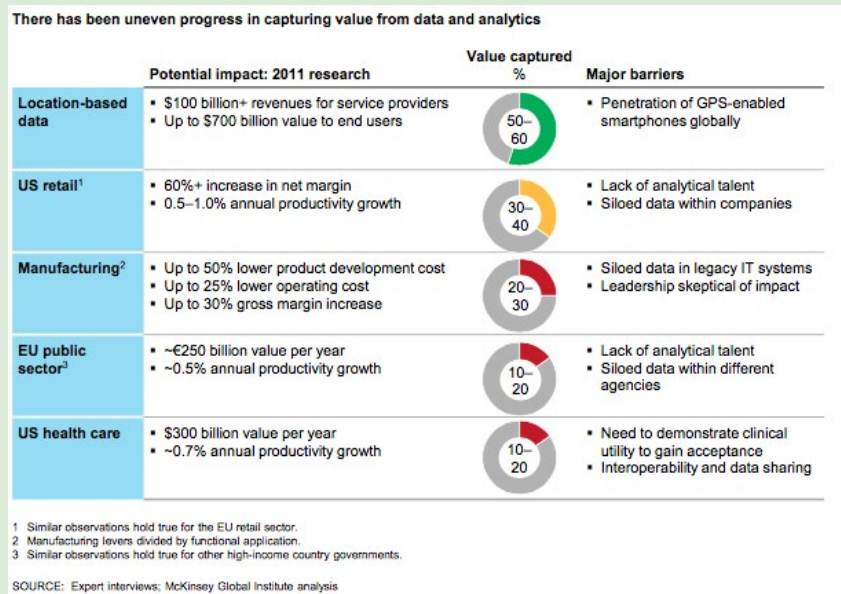 There has been uneven progress in capturing value from data and analytics
Potential impact: 2011 research
Value captured
%
Major barriers
Location-based
data
▪ $100 billion+ revenues for service providers
▪ Up to $700 billion value to end users
50–
60
▪ Penetration of GPS-enabled
smartphones globally
US retail1
▪ 60%+ increase in net margin
▪ 0.5–1.0% annual productivity growth
30–
40
▪ Lack of analytical talent
▪ Siloed data within companies
Manufacturing2
▪ Up to 50% lower product development cost
▪ Up to 25% lower operating cost
▪ Up to 30% gross margin increase
20–
30
▪ Siloed data in legacy IT systems
▪ Leadership skeptical of impact
EU public
sector3
▪ ~€250 billion value per year
▪ ~0.5% annual productivity growth
10–
20
▪ Lack of analytical talent
▪ Siloed data within different
agencies
US health care
▪ $300 billion value per year
▪ ~0.7% annual productivity growth
10–
20
▪ Need to demonstrate clinical
utility to gain acceptance
▪ Interoperability and data sharing
1 Similar observations hold true for the EU retail sector.
2 Manufacturing levers divided by functional application.
3 Similar observations hold true for other high-income country governments.
SOURCE: Expert interviews; McKinsey Global Institute analysis